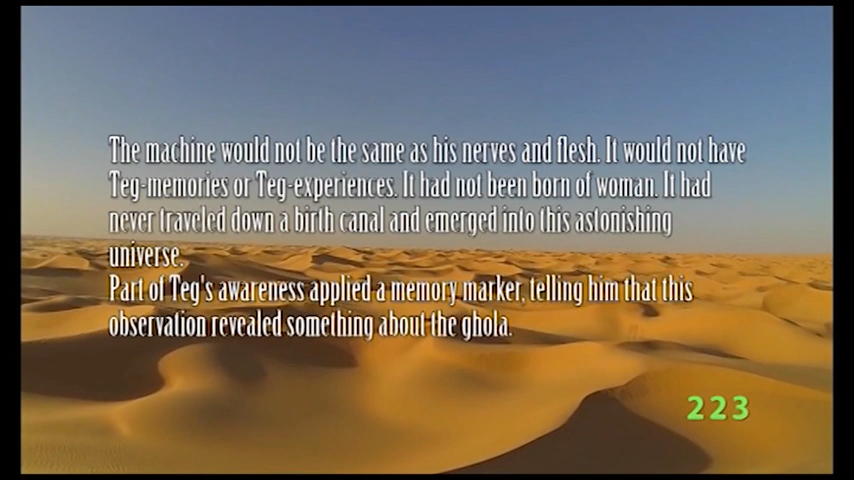 The machine would not be the same as his nerves and flesh. It would not have
Teg-memories or Teg-experiences. It had not been born of woman. It had
never traveled down a birth canal and emerged into this astonishing
universe.
Part of Teg's awareness applied a memory marker, telling him that this
observation revealed something about the ghola.
223